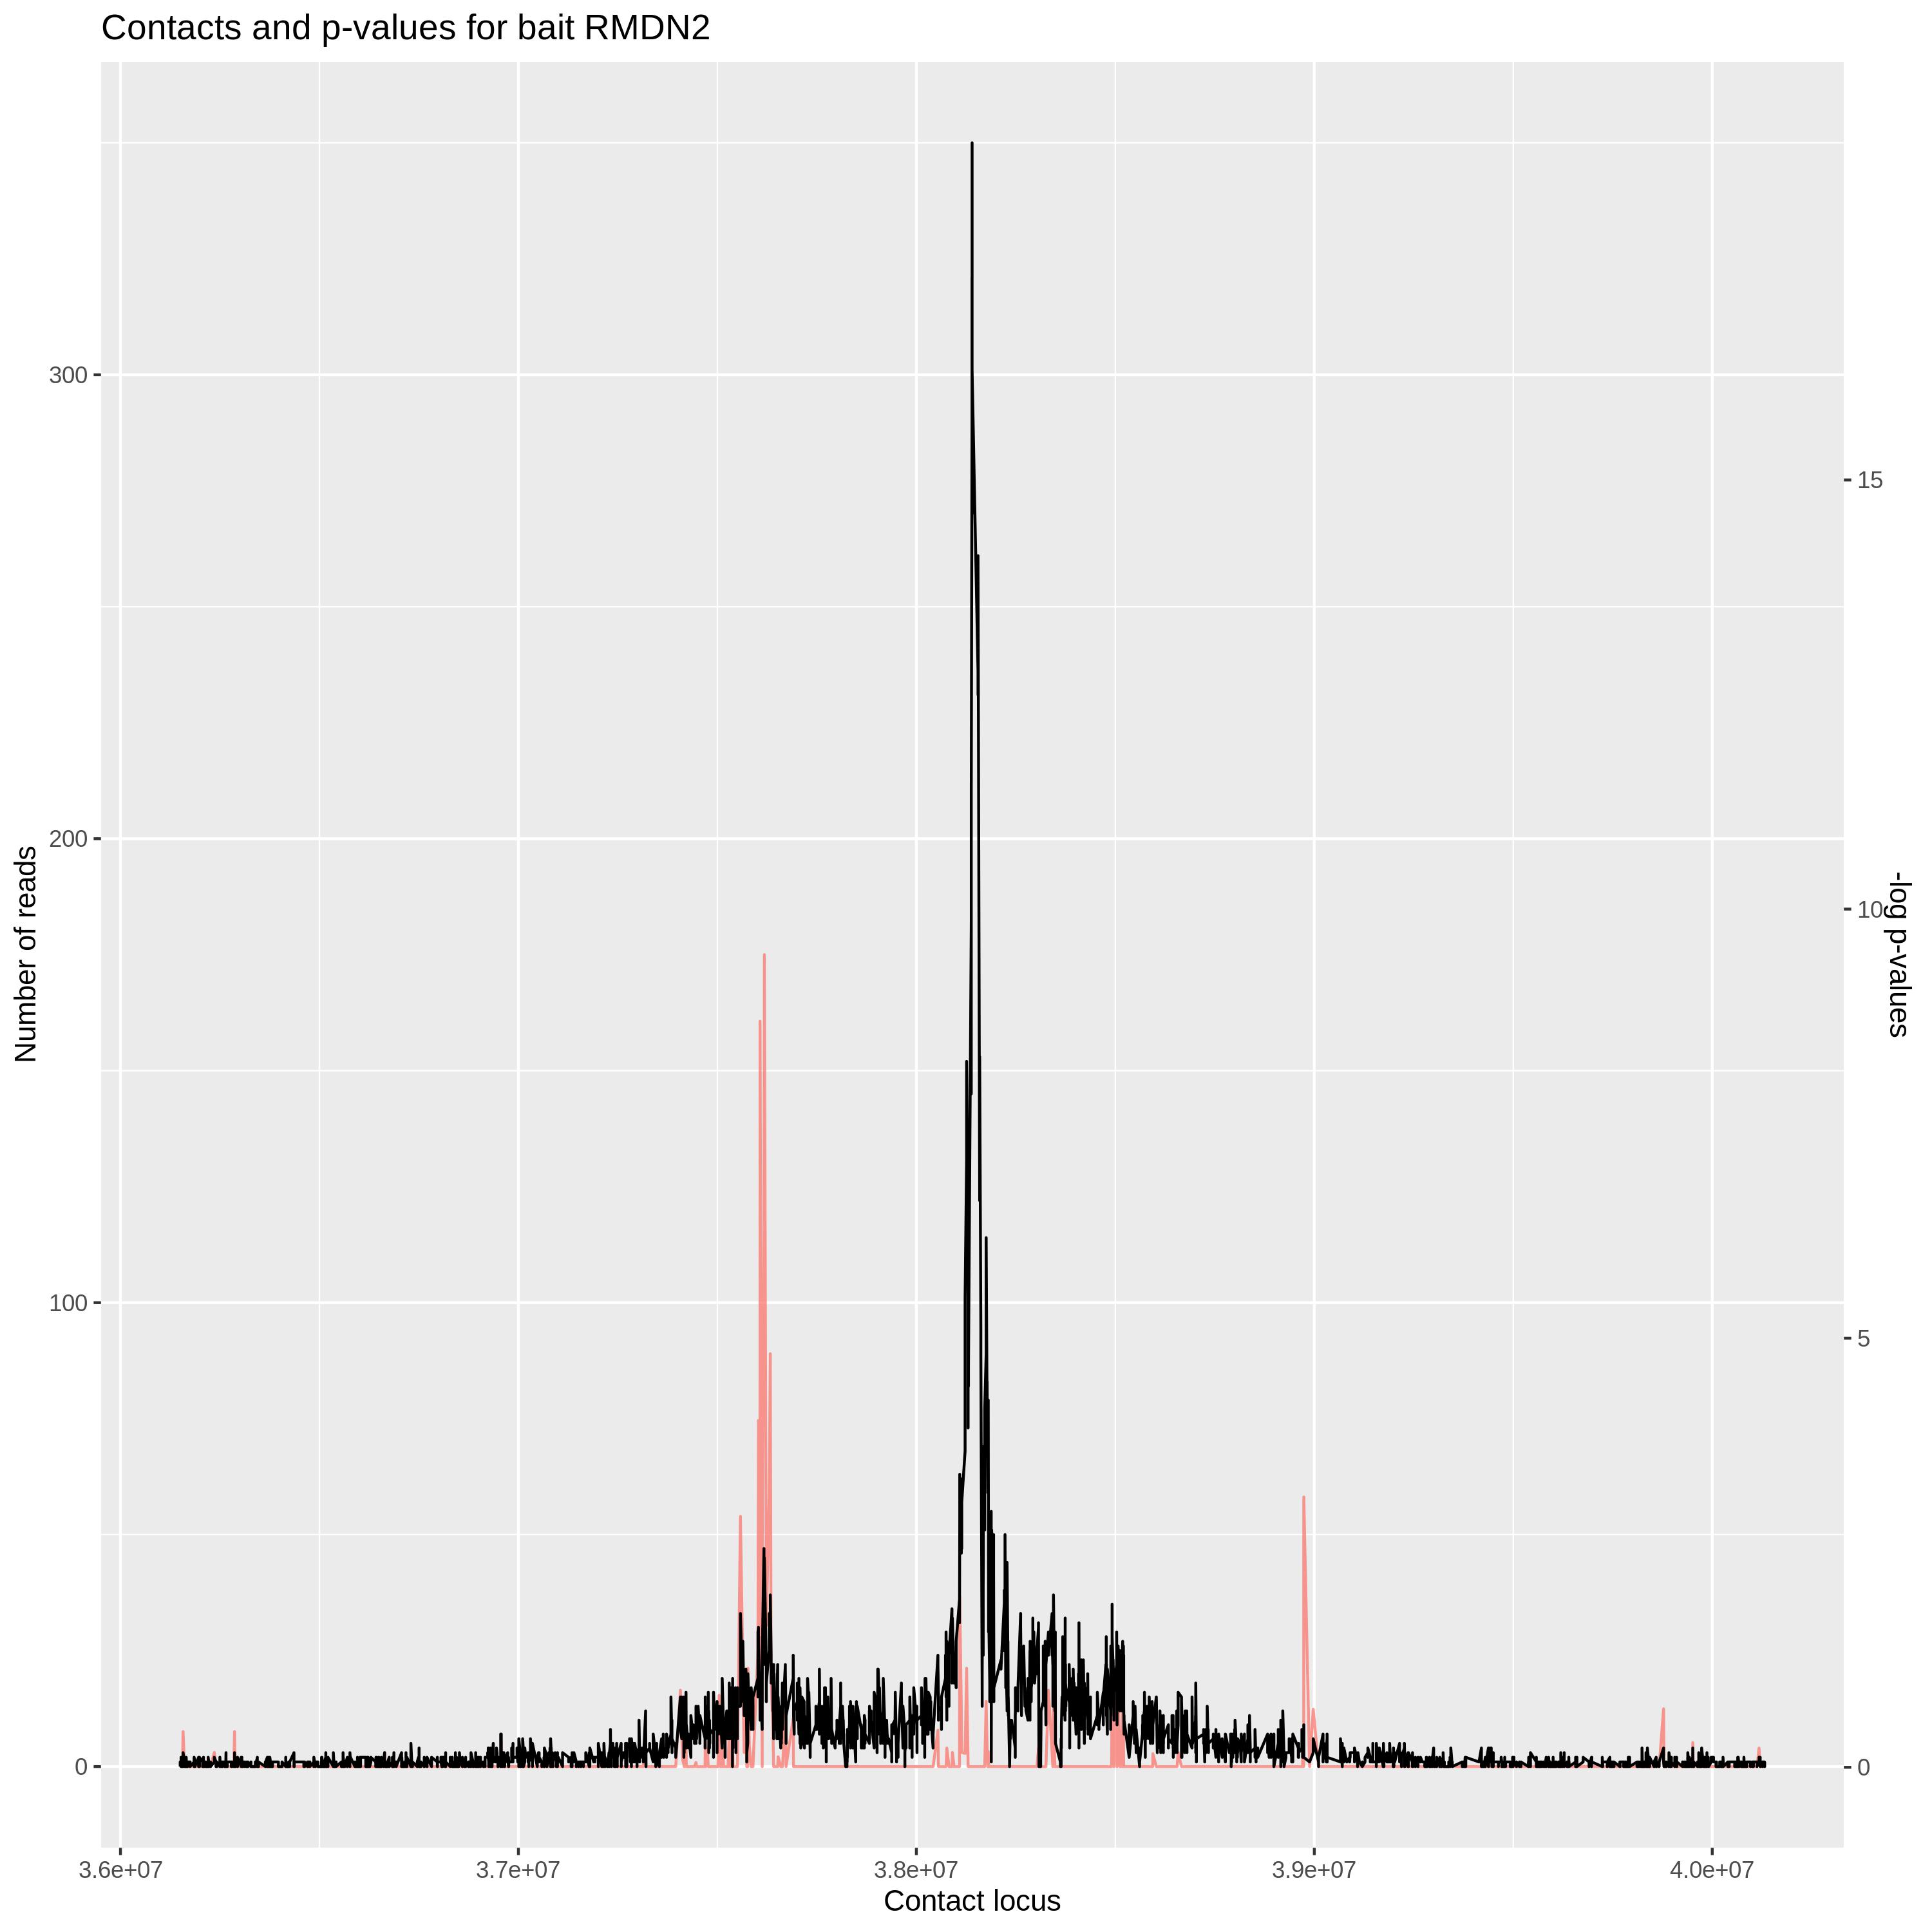 Contacts and p-values for bait RMDN2
300
200
100
0
Number of reads
15
10
5
0
-log p-values
3.6e+07
3.7e+07
3.8e+07
3.9e+07
4.0e+07
Contact locus